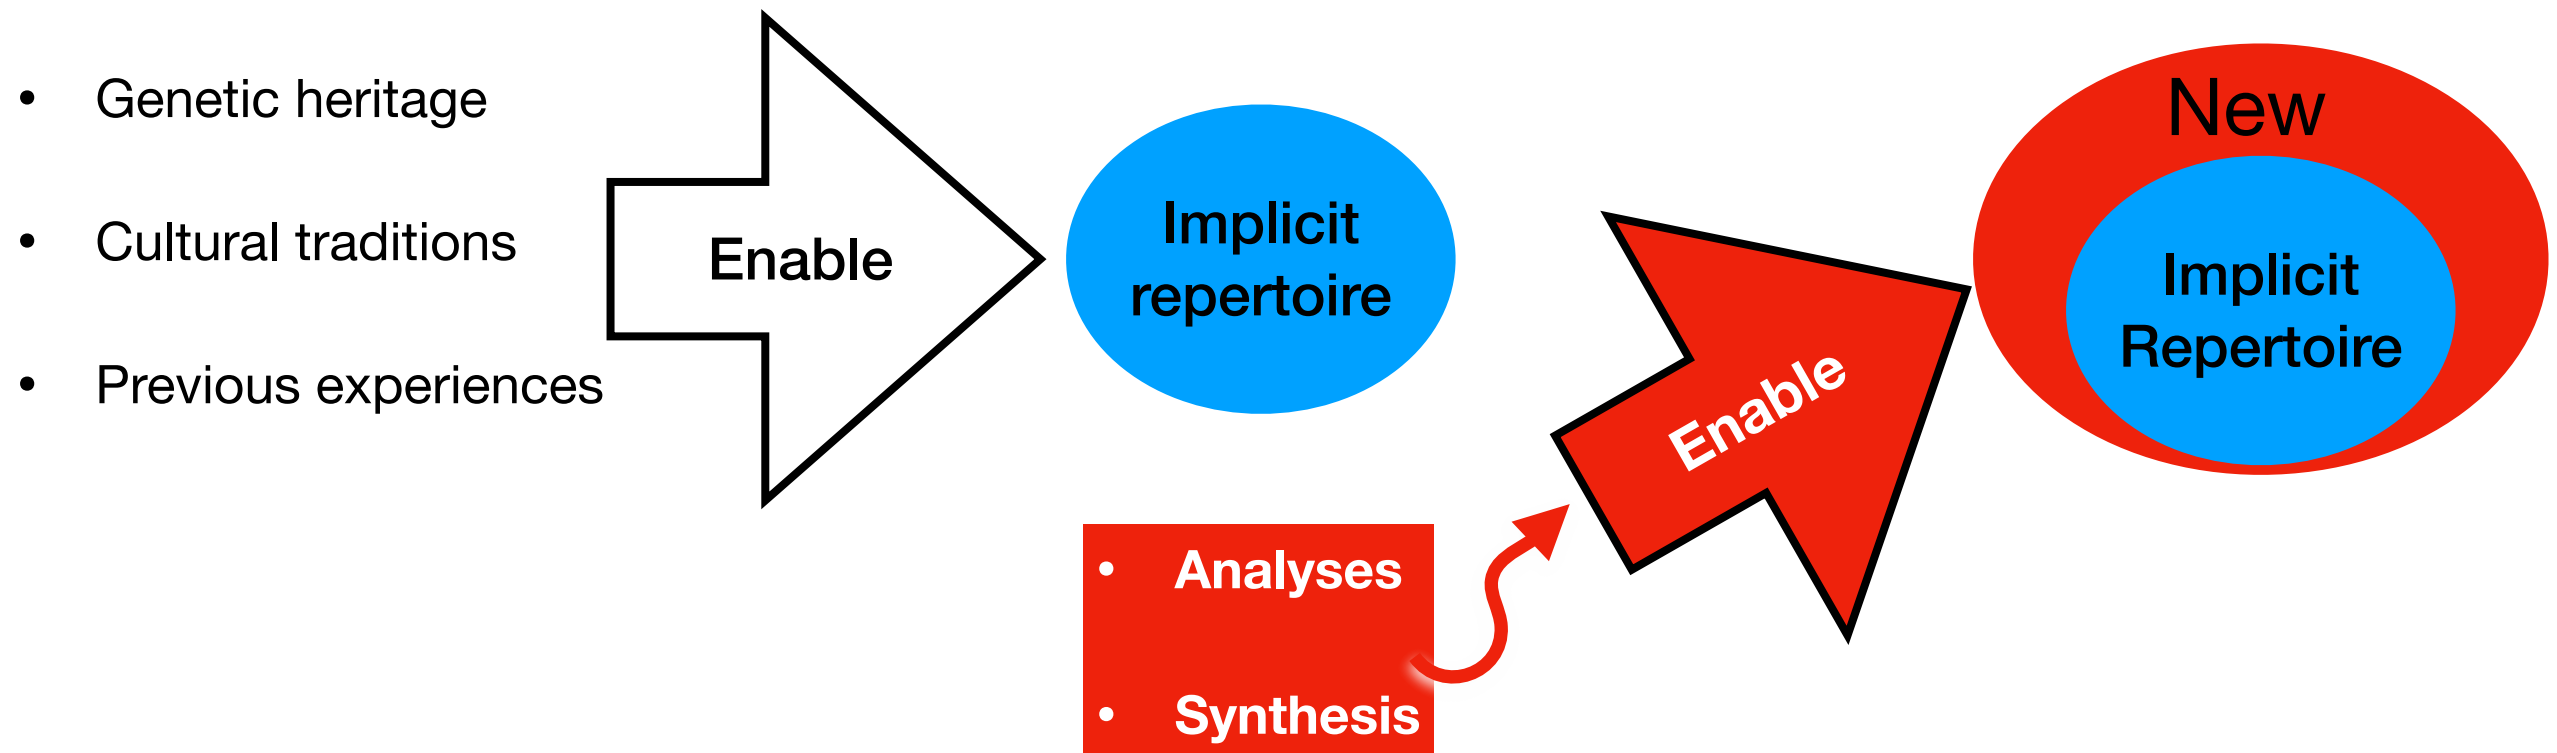 • Genetic heritage
• Cultural traditions
• Previous experiences
Enable
Implicit
repertoire
• Analyses
• Synthesis
Enable
New
Implicit
Repertoire